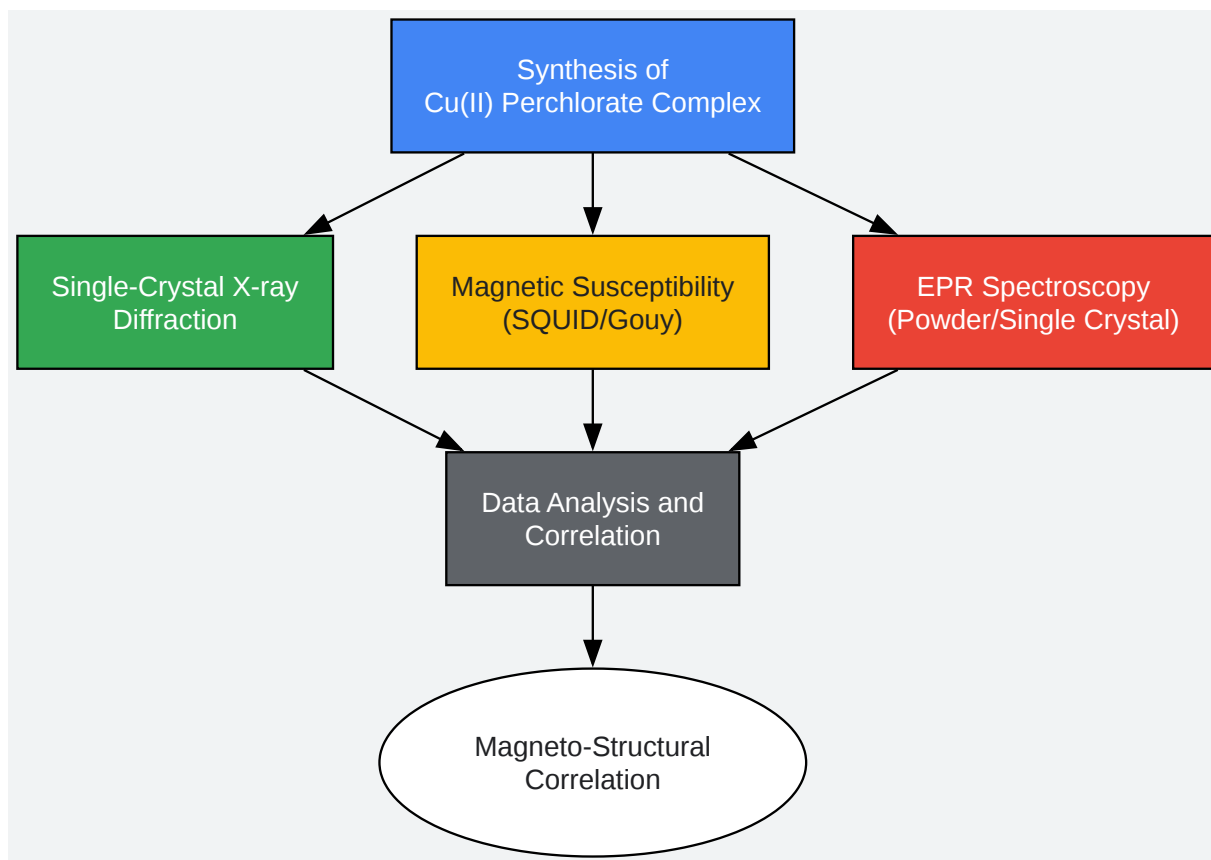 Synthesis of
Cu(II) Perchlorate Complex
Single-Crystal X-ray
Diffraction
Magnetic Susceptibility
(SQUID/Gouy)
EPR Spectroscopy
(Powder/Single Crystal)
Data Analysis and
Correlation
Magneto-Structural
Correlation